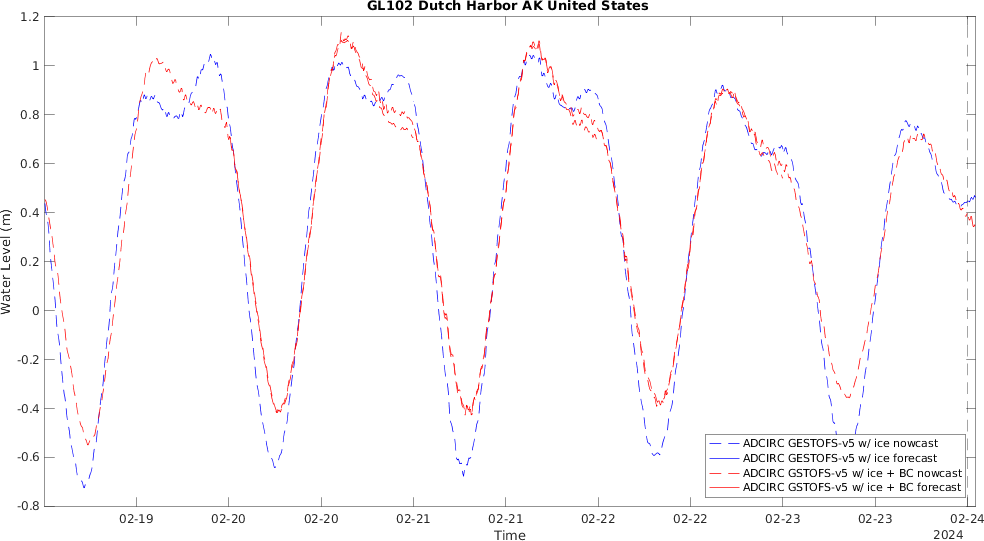 GL102 Dutch Harbor AK United States
1.2
1
0.8
0.6
0.4
0.2
0
-0.2
-0.4
-0.6
-0.8
Water Level (m)
ADCIRC GESTOFS-v5 w/ ice nowcast
ADCIRC GESTOFS-v5 w/ ice forecast
ADCIRC GSTOFS-v5 w/ ice + BC nowcast
ADCIRC GSTOFS-v5 w/ ice + BC forecast
02-19 02-20 02-20 02-21 02-21 02-22 02-22 02-23 02-23 02-24
Time
2024